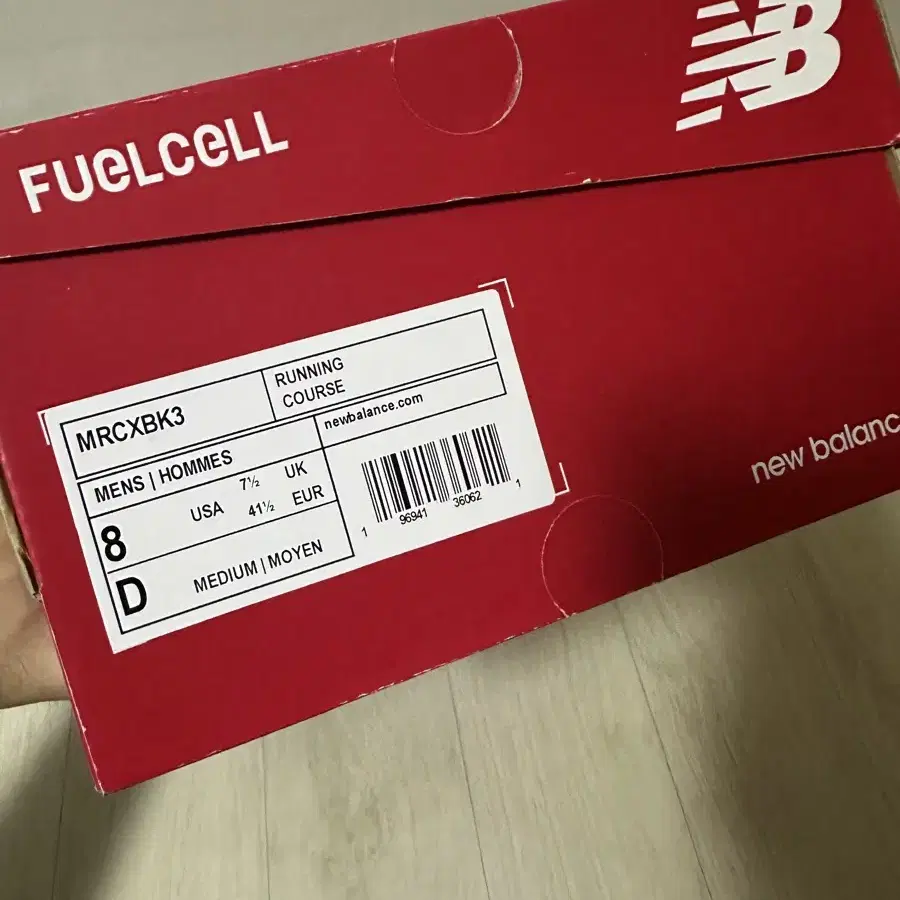 NB
FUELCELL
MRCXBK3
RUNNING
COURSE
MENS | HOMMES
newbalance.com
8
USA
7½ UK
41½ EUR
D
MEDIUM | MOYEN
1 96941 36062 1
new balanc